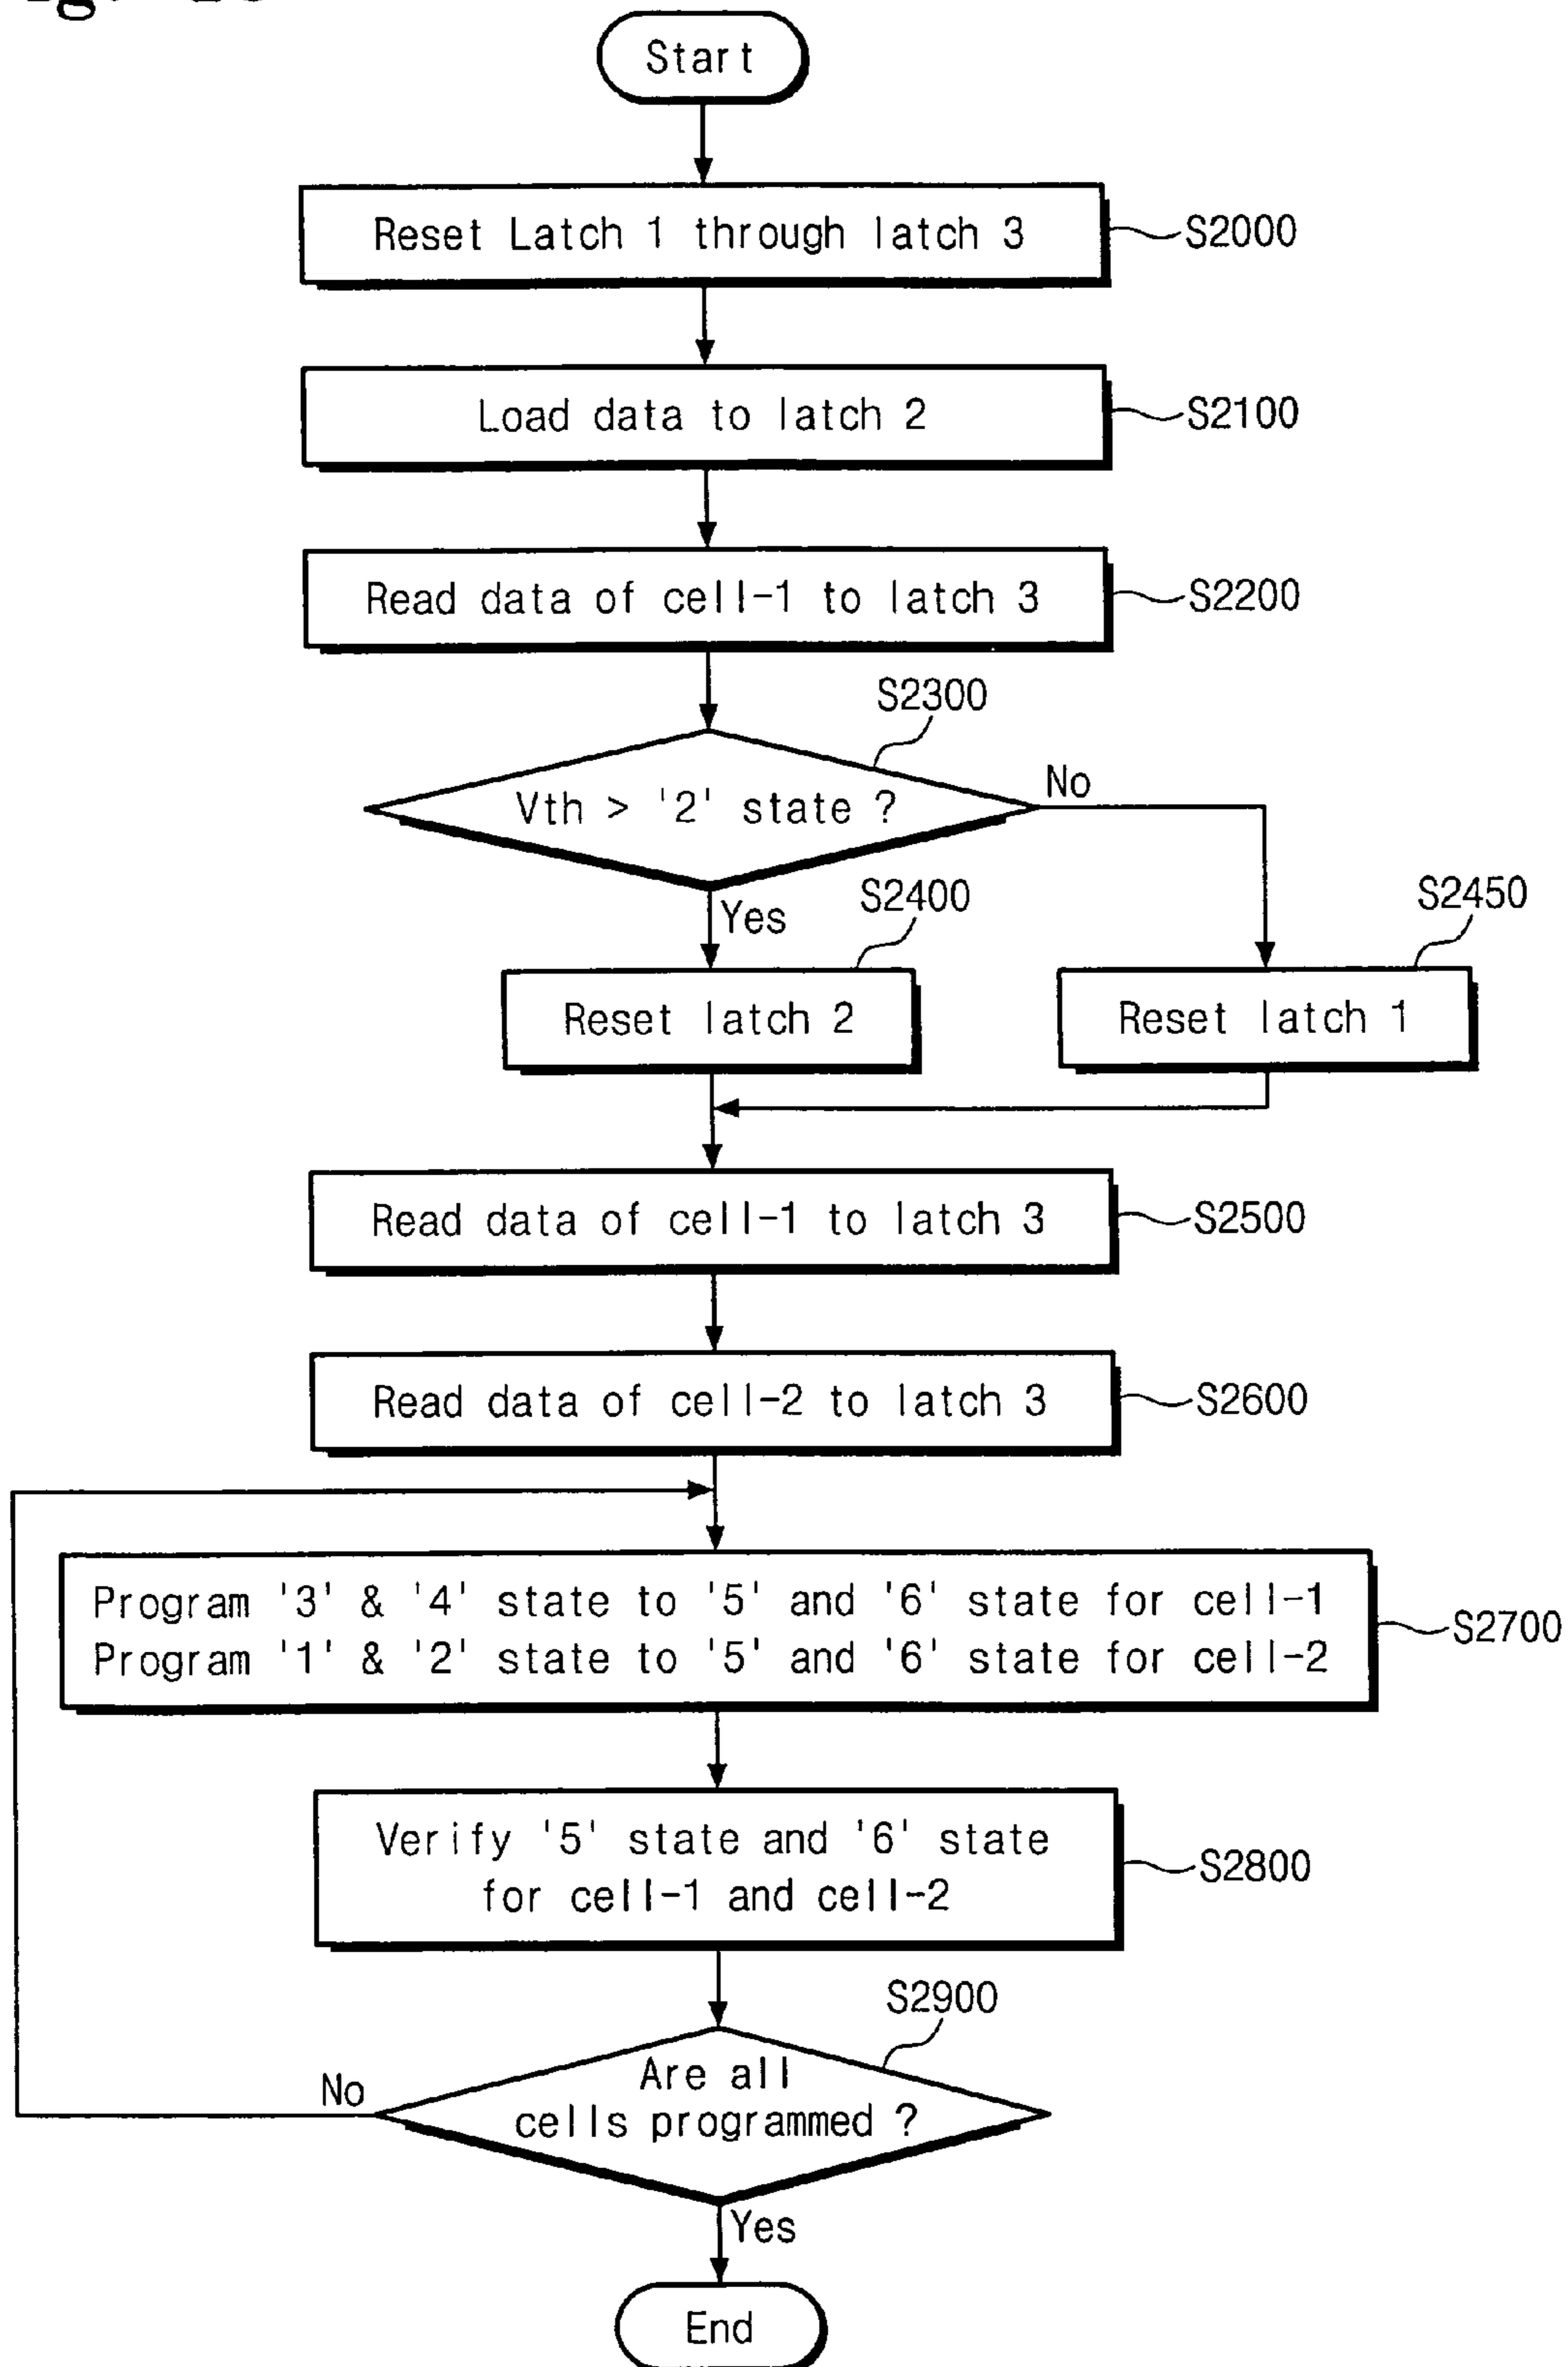 Start
Reset Latch 1 through latch 3
S2000
Load data to latch 2
S2100
Read data of cell-1 to latch 3
S2200
S2300
Vth > '2' state ?
No
Yes
S2400
S2450
Reset latch 2
Reset latch 1
Read data of cell-1 to latch 3
S2500
Read data of cell-2 to latch 3
S2600
Program '3' & '4' state to '5' and '6' state for cell-1
Program '1' & '2' state to '5' and '6' state for cell-2
S2700
Verify '5' state and '6' state
for cell-1 and cell-2
S2800
S2900
Are all
cells programmed ?
No
Yes
End